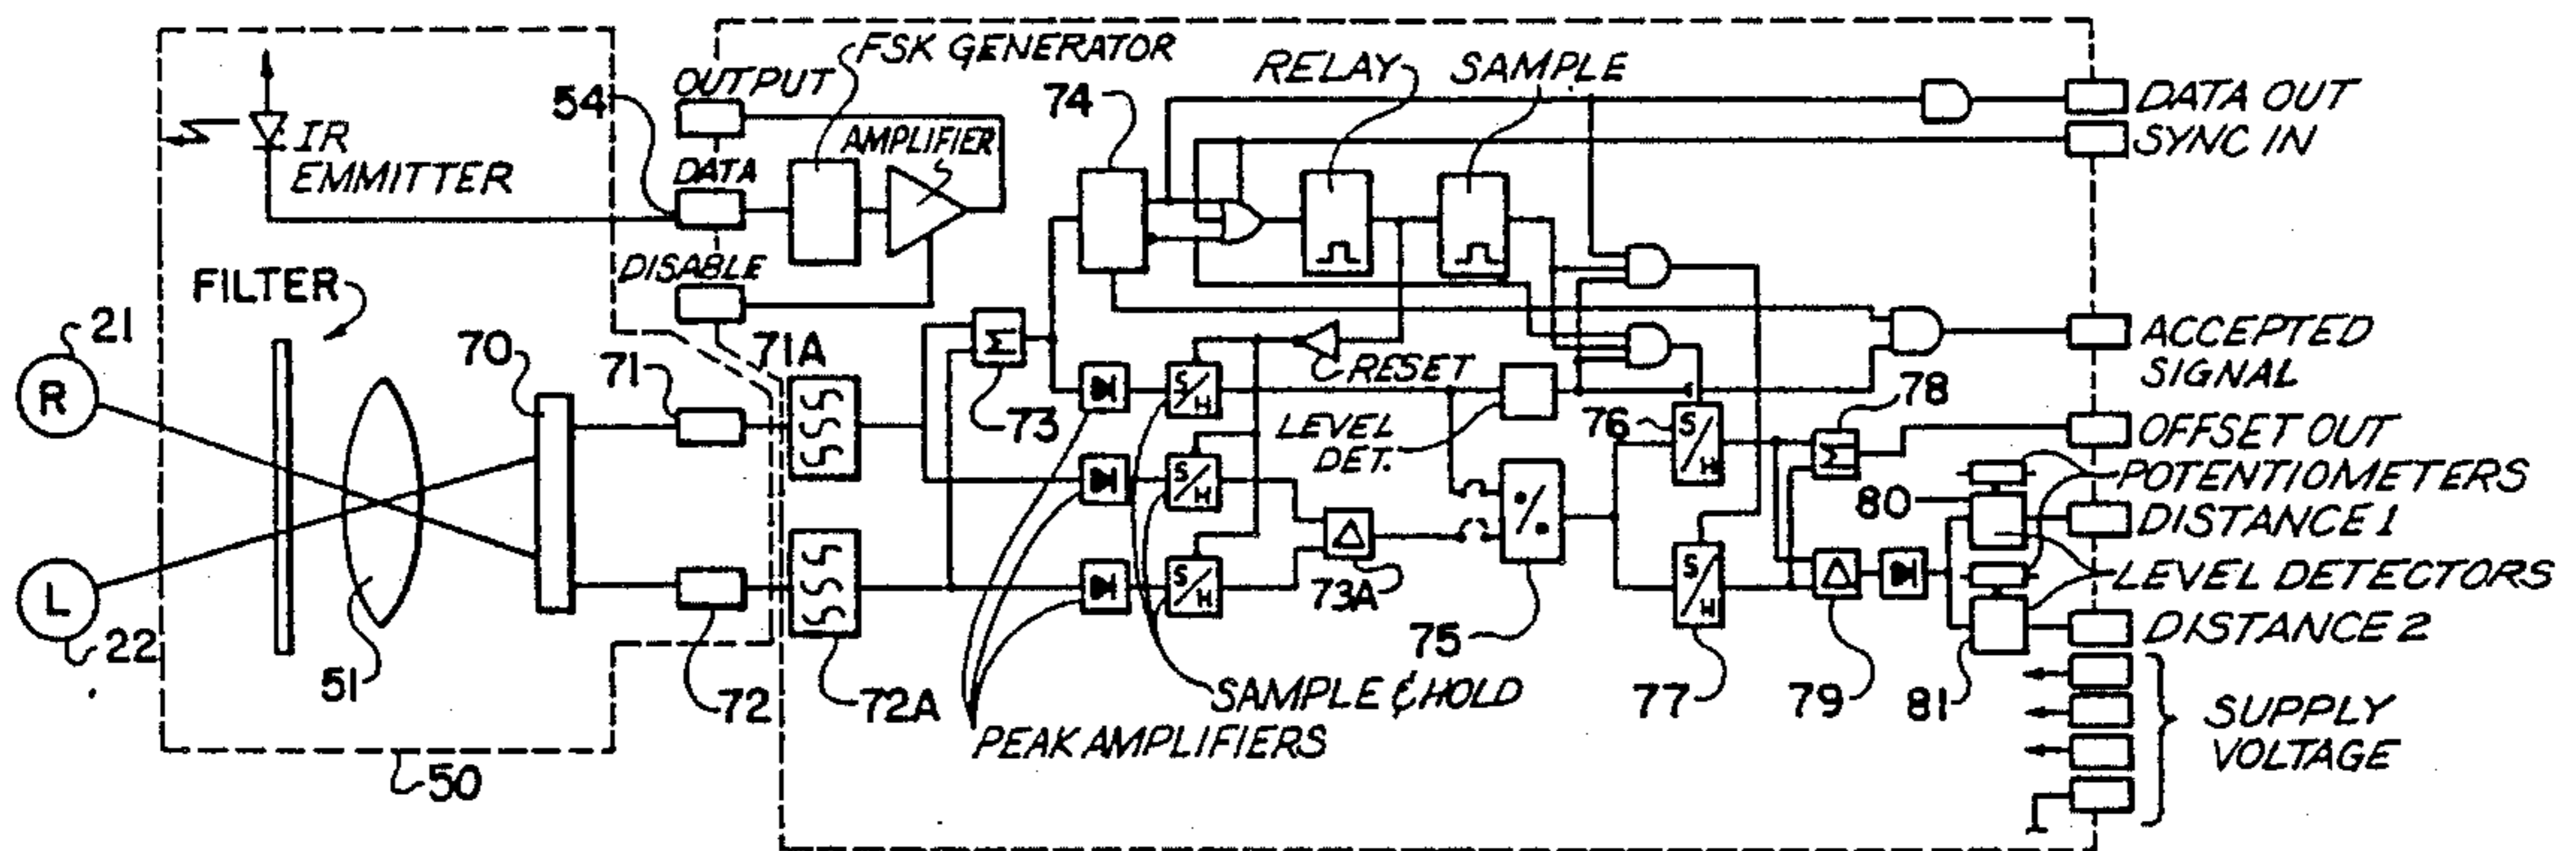 FSK GENERATOR
OUTPUT
RELAY
SAMPLE
54
74
DATA OUT
IR
EMMITTER
DATA
AMPLIFIER
SYNC IN
DISABLE
FILTER
21
R
70
71
71A
Σ
73
RESET
S/H
LEVEL
DET.
76
S/H
78
Σ
ACCEPTED
SIGNAL
OFFSET OUT
POTENTIOMETERS
80
DISTANCE 1
S/H
Δ
73A
L
22
51
72
72A
S/H
75
S/H
77
Δ
79
81
LEVEL DETECTORS
DISTANCE 2
SAMPLE & HOLD
PEAK AMPLIFIERS
SUPPLY
VOLTAGE
50